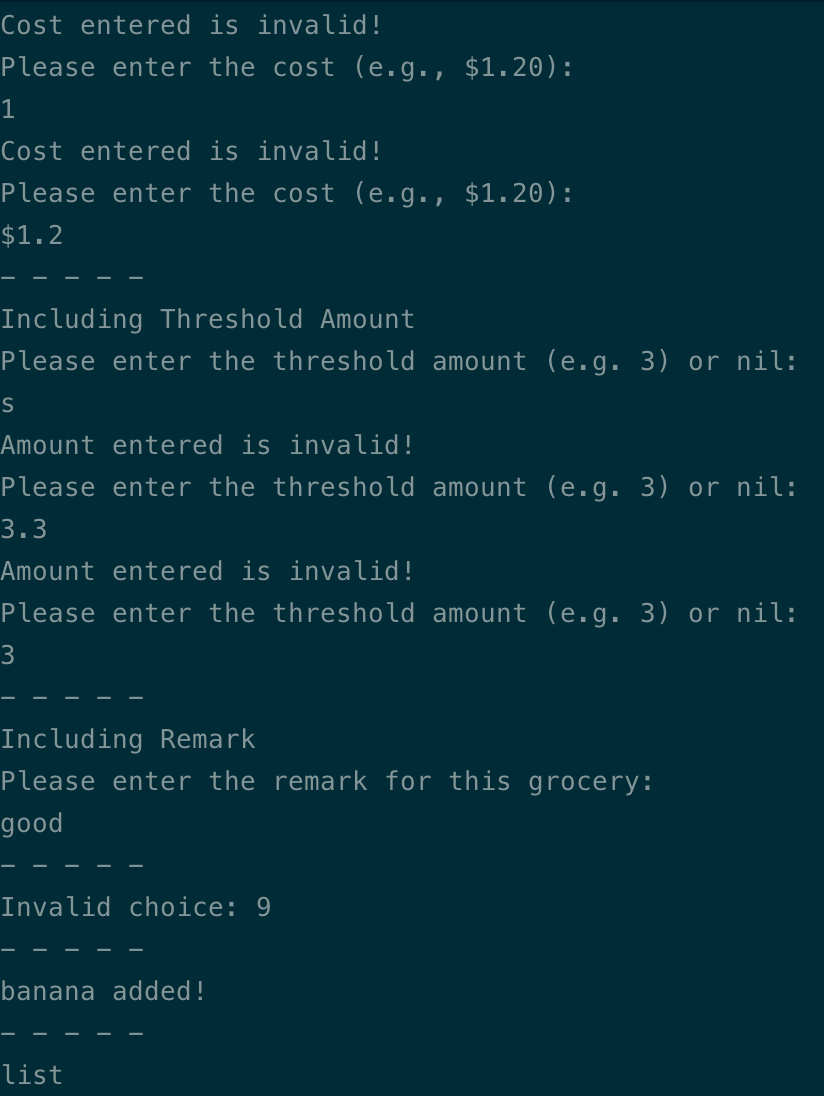 Cost entered is invalid!
Please enter the cost (e.g., $1.20):
1
Cost entered is invalid!
Please enter the cost (e.g., $1.20):
$1.2
- - - - -
Including Threshold Amount
Please enter the threshold amount (e.g. 3) or nil:
s
Amount entered is invalid!
Please enter the threshold amount (e.g. 3) or nil:
3.3
Amount entered is invalid!
Please enter the threshold amount (e.g. 3) or nil:
3
- - - - -
Including Remark
Please enter the remark for this grocery:
good
- - - - -
Invalid choice: 9
- - - - -
banana added!
- - - - -
list